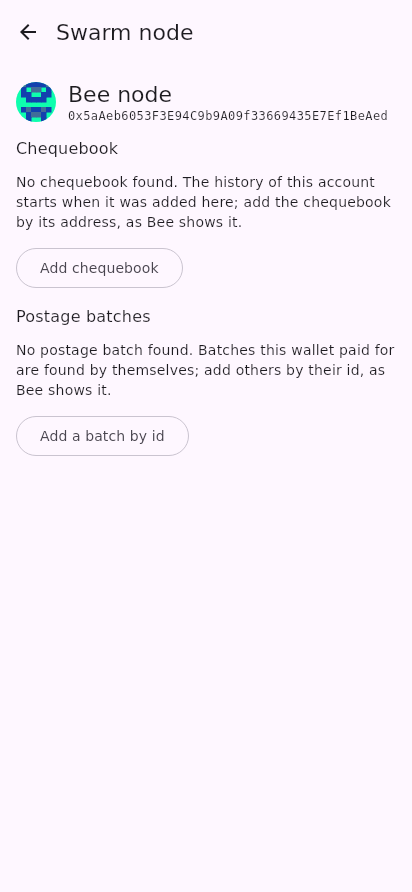 Swarm node
Bee node
0x5aAeb6053F3E94C9b9A09f33669435E7Ef1BeAed
Chequebook
No chequebook found. The history of this account
starts when it was added here; add the chequebook
by its address, as Bee shows it.
Add chequebook
Postage batches
No postage batch found. Batches this wallet paid for
are found by themselves; add others by their id, as
Bee shows it.
Add a batch by id